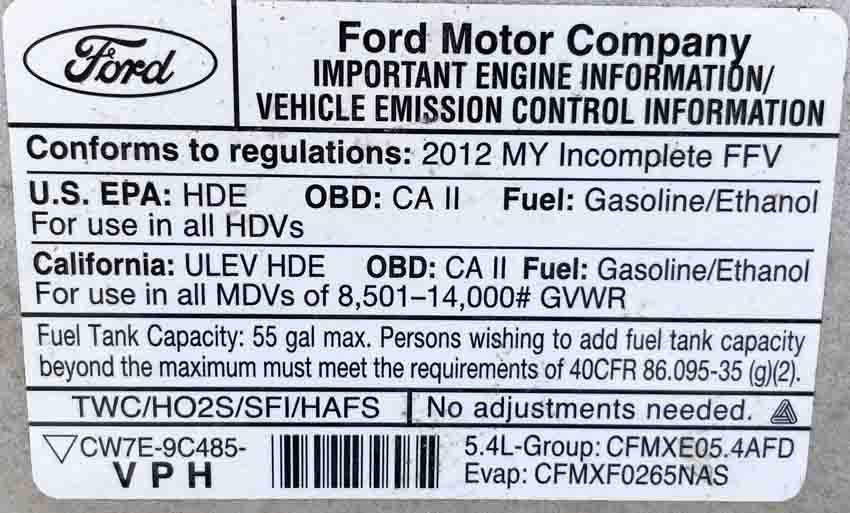 Ford
Ford Motor Company
IMPORTANT ENGINE INFORMATION/
VEHICLE EMISSION CONTROL INFORMATION
Conforms to regulations: 2012 MY Incomplete FFV
U.S. EPA: HDE OBD: CA II Fuel: Gasoline/Ethanol
For use in all HDVs
California: ULEV HDE OBD: CA II Fuel: Gasoline/Ethanol
For use in all MDVs of 8,501–14,000# GVWR
Fuel Tank Capacity: 55 gal max. Persons wishing to add fuel tank capacity
beyond the maximum must meet the requirements of 40CFR 86.095-35 (g)(2).
TWC/HO2S/SFI/HAFS No adjustments needed.
CW7E-9C485-
V P H
5.4L-Group: CFMXE05.4AFD
Evap: CFMXF0265NAS